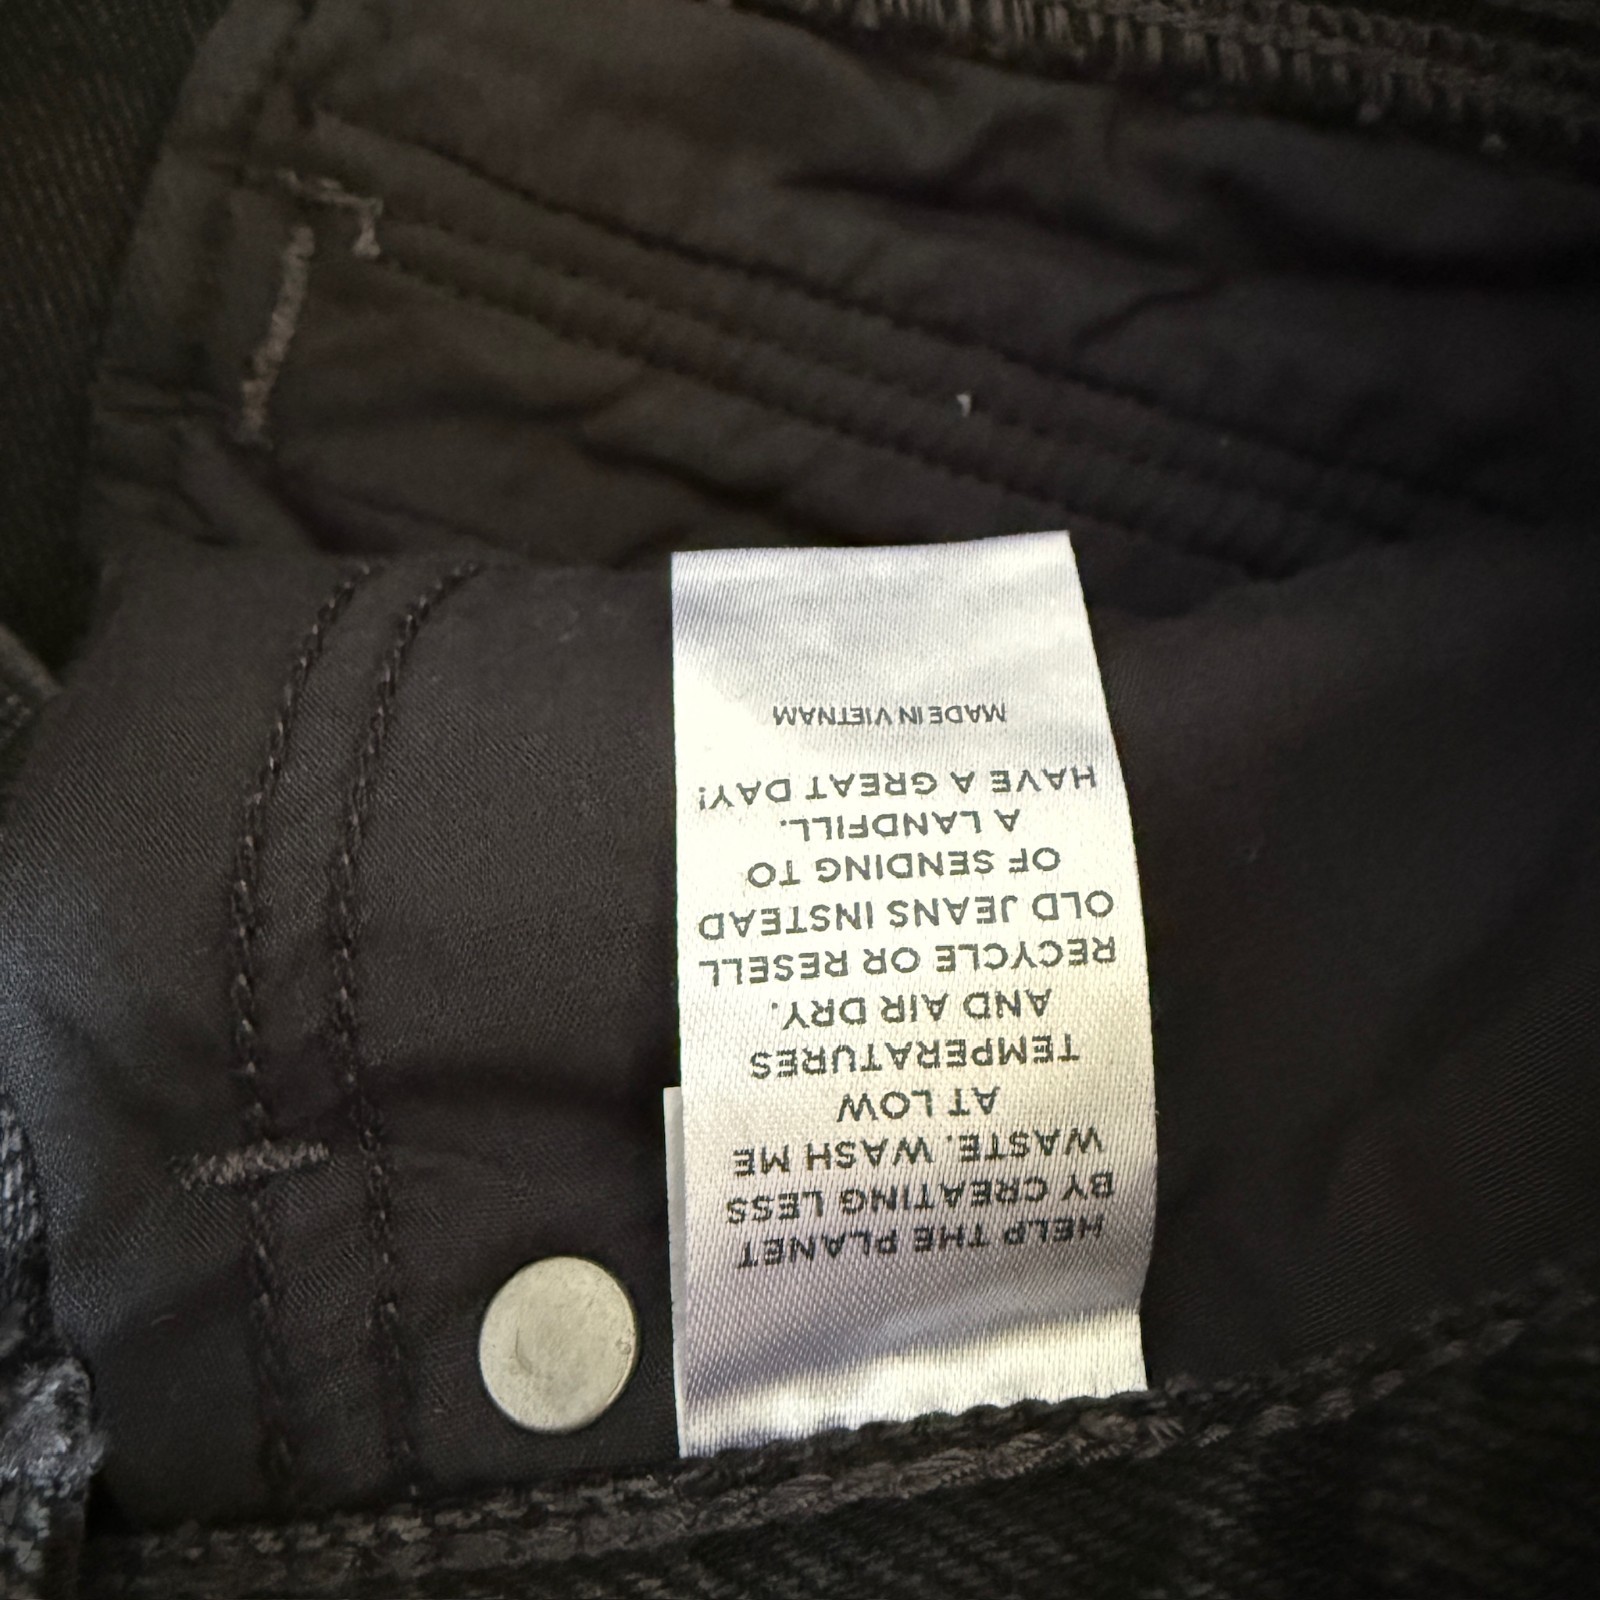 HELP THE PLANET
BY CREATING LESS
WASTE. WASH ME
AT LOW
TEMPERATURES
AND AIR DRY.
RECYCLE OR RESELL
OLD JEANS INSTEAD
OF SENDING TO
A LANDFILL.
HAVE A GREAT DAY!
MADE IN VIETNAM